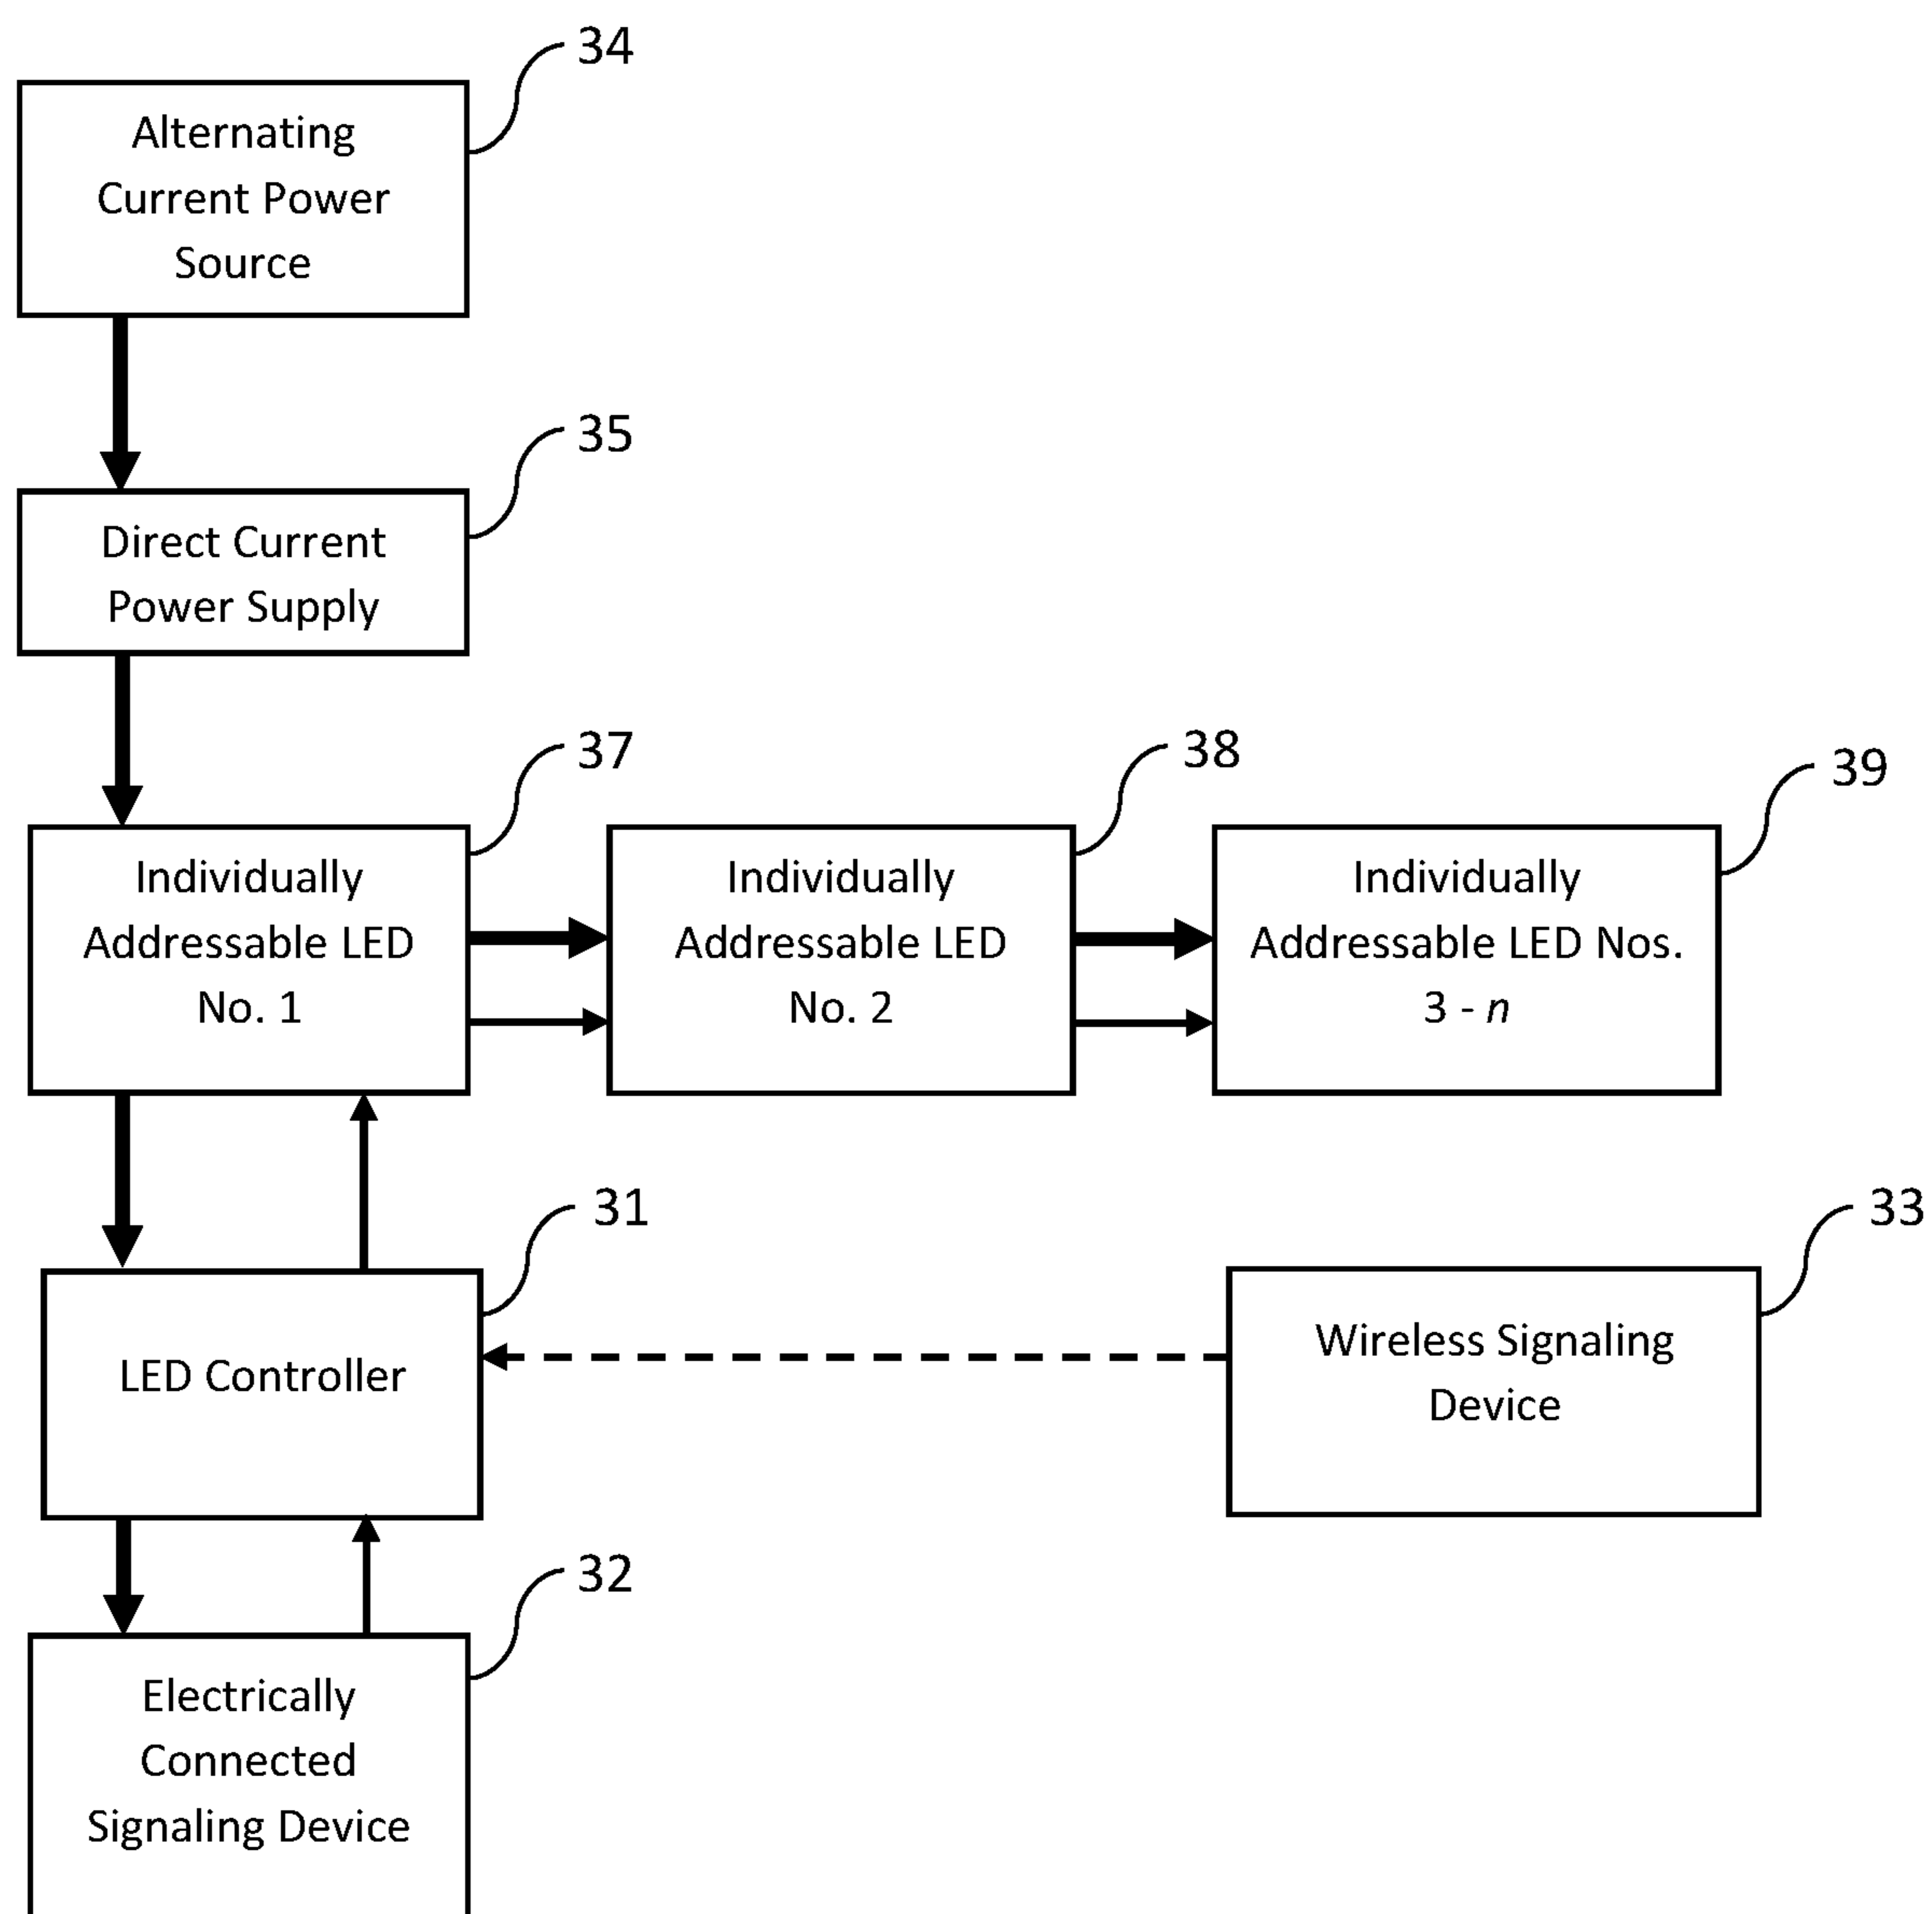 34
Alternating
Current Power
Source
35
Direct Current
Power Supply
37
38
39
Individually
Addressable LED
No. 1
Individually
Addressable LED
No. 2
Individually
Addressable LED Nos.
3 - n
31
33
LED Controller
Wireless Signaling
Device
32
Electrically
Connected
Signaling Device